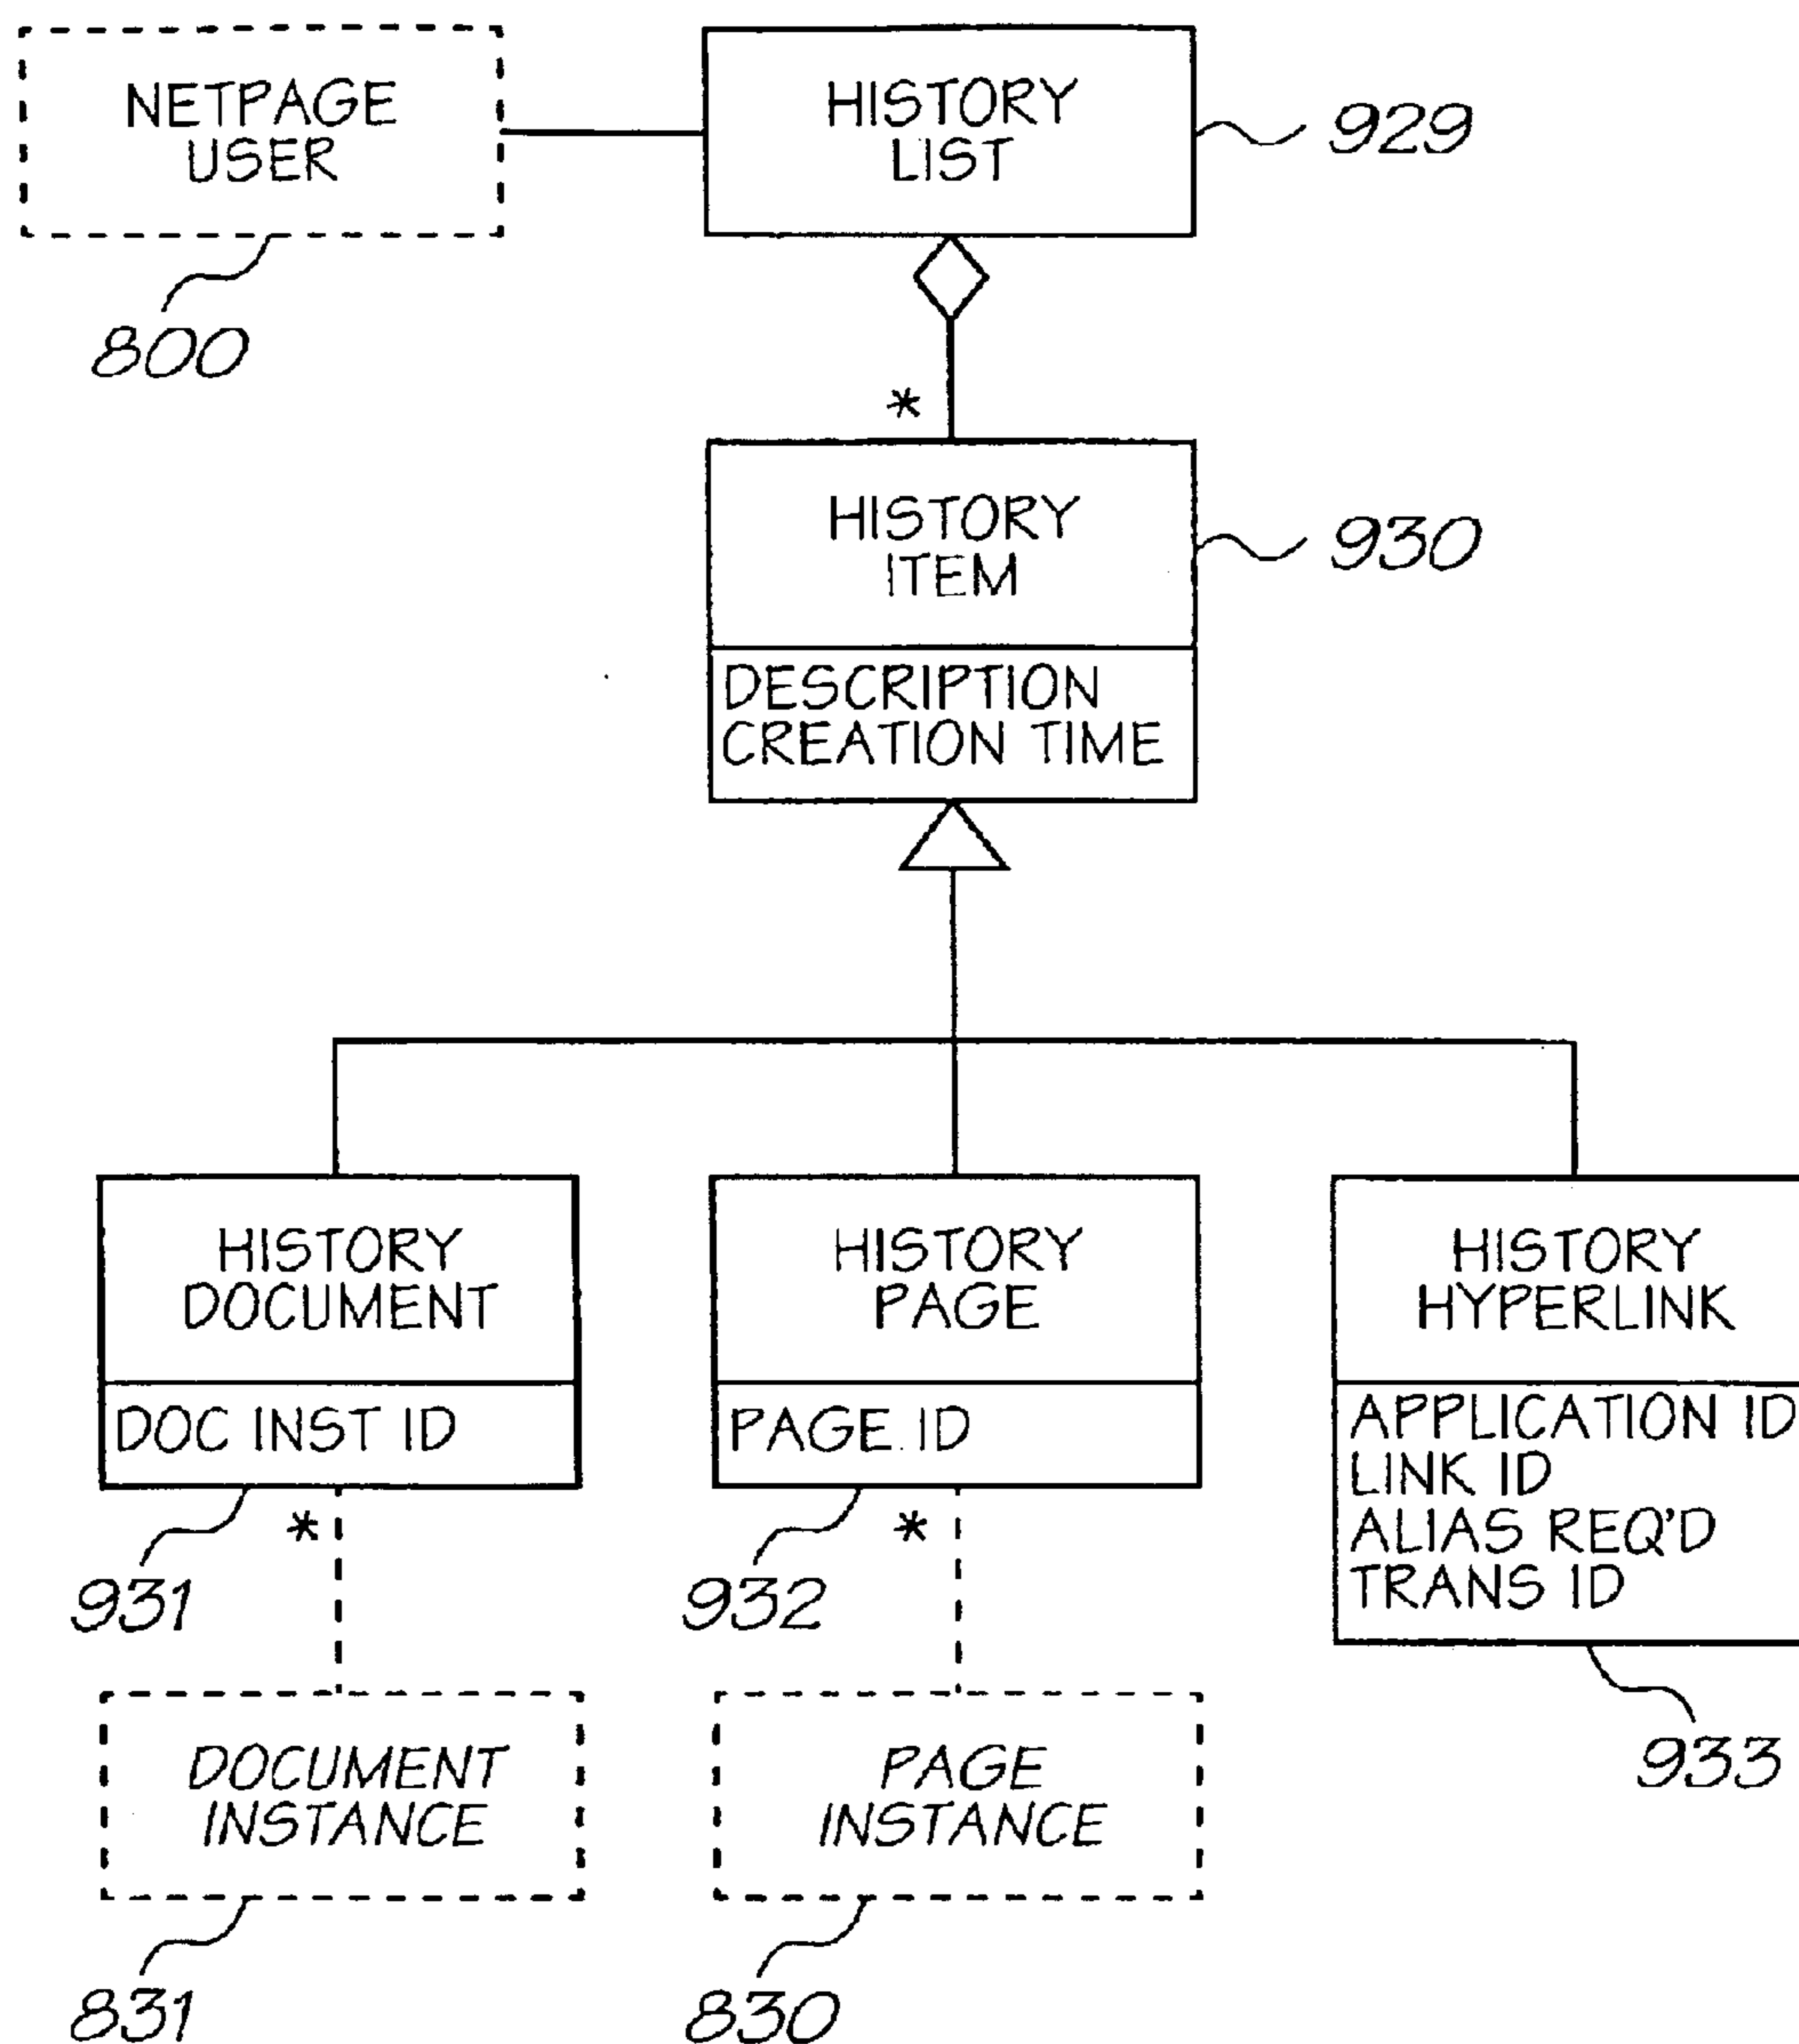 NETPAGE
USER
800
HISTORY
LIST
929
*
HISTORY
ITEM
930
DESCRIPTION
CREATION TIME
HISTORY
DOCUMENT
DOC INST ID
931
*
HISTORY
PAGE
PAGE ID
932
*
HISTORY
HYPERLINK
APPLICATION ID
LINK ID
ALIAS REQ'D
TRANS ID
933
DOCUMENT
INSTANCE
831
PAGE
INSTANCE
830